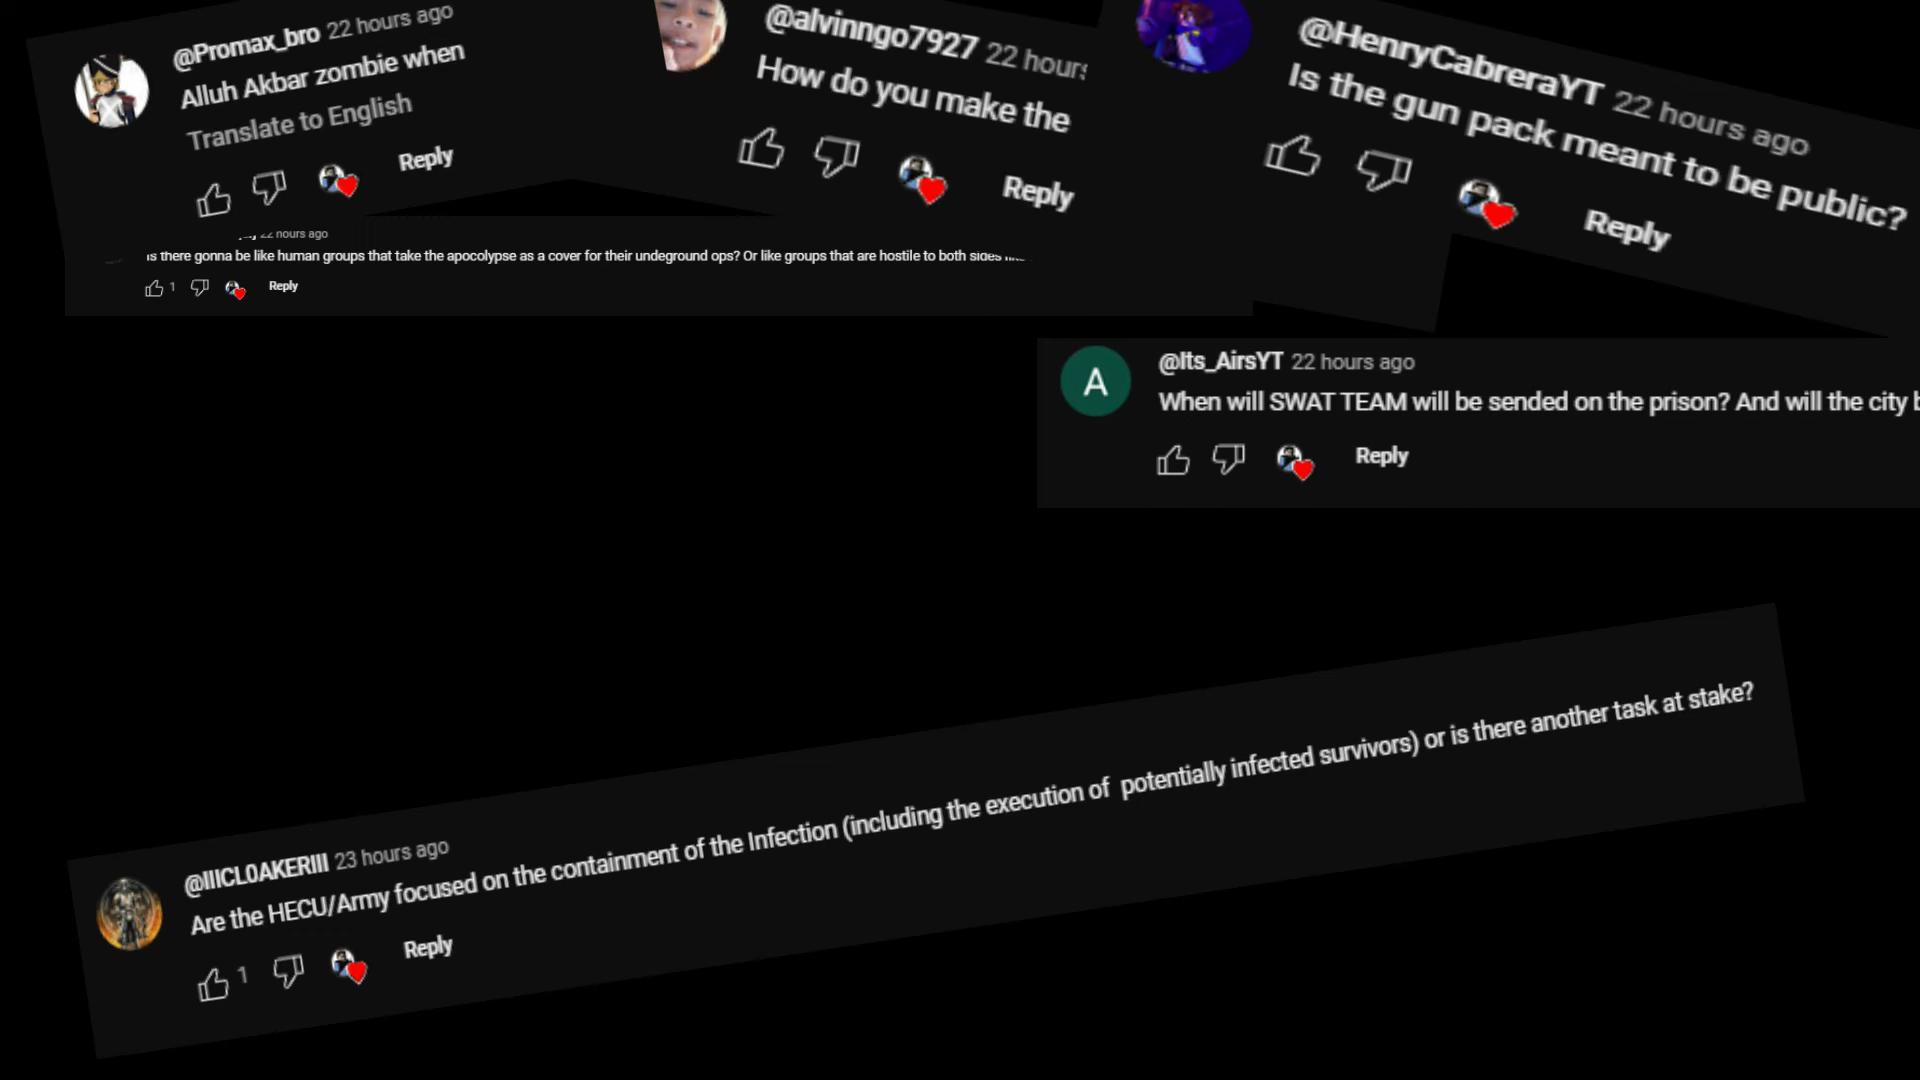 @Promax_bro 22 hours ago
Alluh Akbar zombie when
Translate to English
Reply
@alvinngo7927 22 hours
How do you make the
Reply
@HenryCabreraYT 22 hours ago
Is the gun pack meant to be public?
Reply
22 hours ago
Is there gonna be like human groups that take the apocolypse as a cover for their undeground ops? Or like groups that are hostile to both sides
1 Reply
A
@Its_AirsYT 22 hours ago
When will SWAT TEAM will be sended on the prison? And will the city b
Reply
@IIICL0AKERIII 23 hours ago
Are the HECU/Army focused on the containment of the Infection (including the execution of potentially infected survivors) or is there another task at stake?
1 Reply